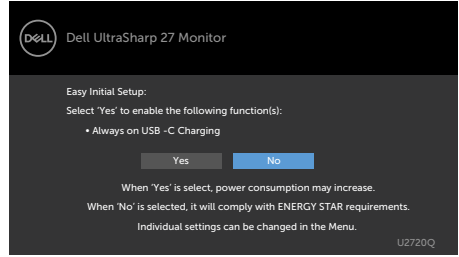 DELL
Dell UltraSharp 27 Monitor
Easy Initial Setup:
Select 'Yes' to enable the following function(s):
• Always on USB -C Charging
Yes
No
When 'Yes' is select, power consumption may increase.
When 'No' is selected, it will comply with ENERGY STAR requirements.
Individual settings can be changed in the Menu.
U2720Q